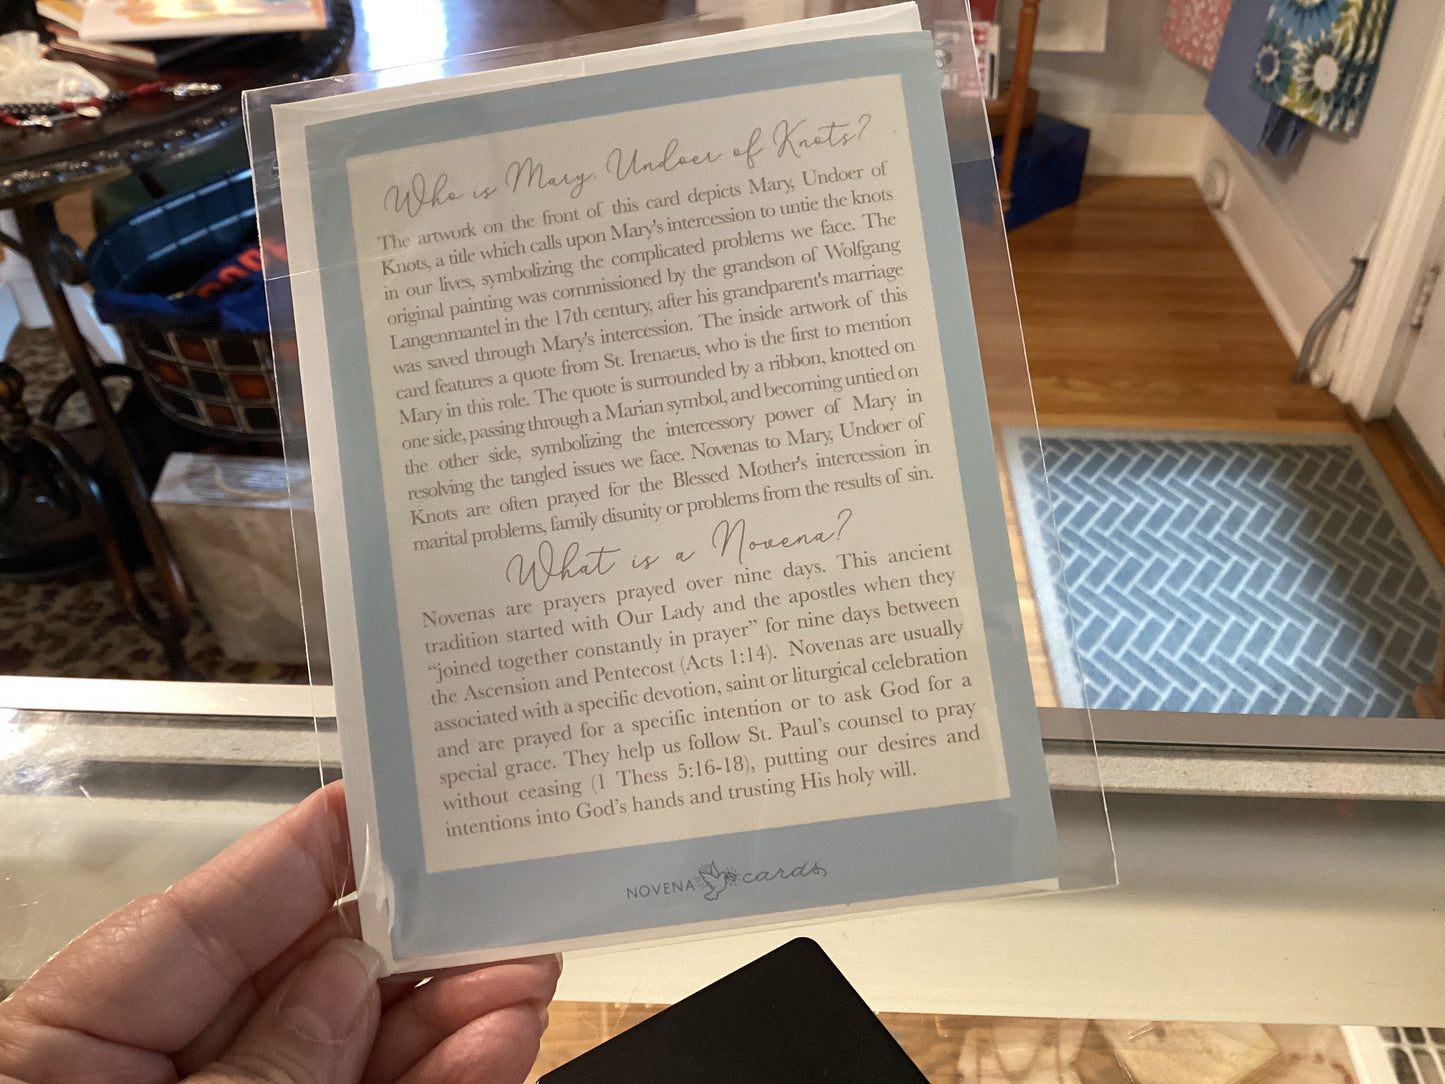 Who is Mary, Undoer of Knots?
The artwork on the front of this card depicts Mary, Undoer of
Knots, a title which calls upon Mary's intercession to untie the knots
in our lives, symbolizing the complicated problems we face. The
original painting was commissioned by the grandson of Wolfgang
Langenmantel in the 17th century, after his grandparent's marriage
was saved through Mary's intercession. The inside artwork of this
card features a quote from St. Irenaeus, who is the first to mention
Mary in this role. The quote is surrounded by a ribbon, knotted on
one side, passing through a Marian symbol, and becoming untied on
the other side, symbolizing the intercessory power of Mary in
resolving the tangled issues we face. Novenas to Mary, Undoer of
Knots are often prayed for the Blessed Mother's intercession in
marital problems, family disunity or problems from the results of sin.
What is a Novena?
Novenas are prayers prayed over nine days. This ancient
tradition started with Our Lady and the apostles when they
“joined together constantly in prayer” for nine days between
the Ascension and Pentecost (Acts 1:14). Novenas are usually
associated with a specific devotion, saint or liturgical celebration
and are prayed for a specific intention or to ask God for a
special grace. They help us follow St. Paul’s counsel to pray
without ceasing (1 Thess 5:16-18), putting our desires and
intentions into God’s hands and trusting His holy will.
NOVENA cards